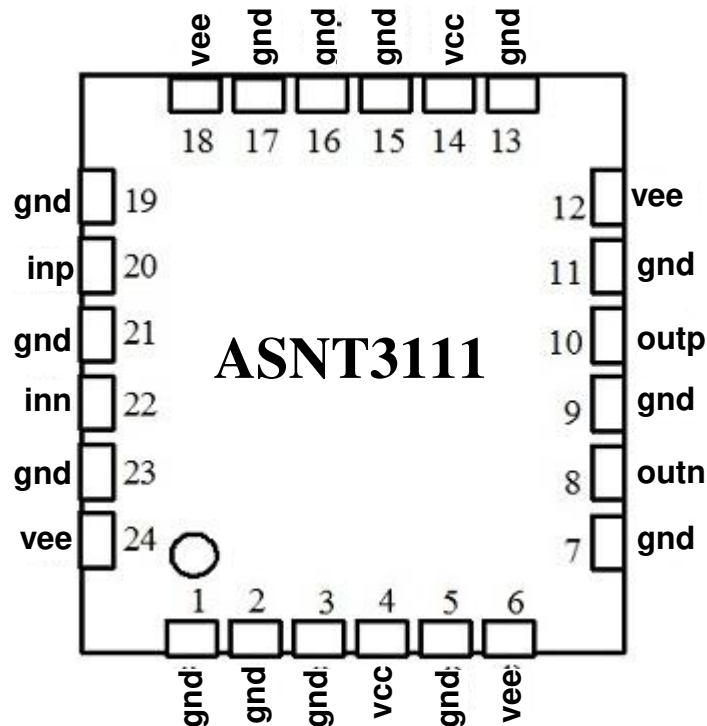 vee gnd gnd gnd vcc gnd
18 17 16 15 14 13
gnd 19 12 vee
inp 20 11 gnd
gnd 21 10 outp
ASNT3111
inn 22 9 gnd
gnd 23 8 outn
vee 24 7 gnd
1 2 3 4 5 6
gnd gnd gnd vcc gnd vee